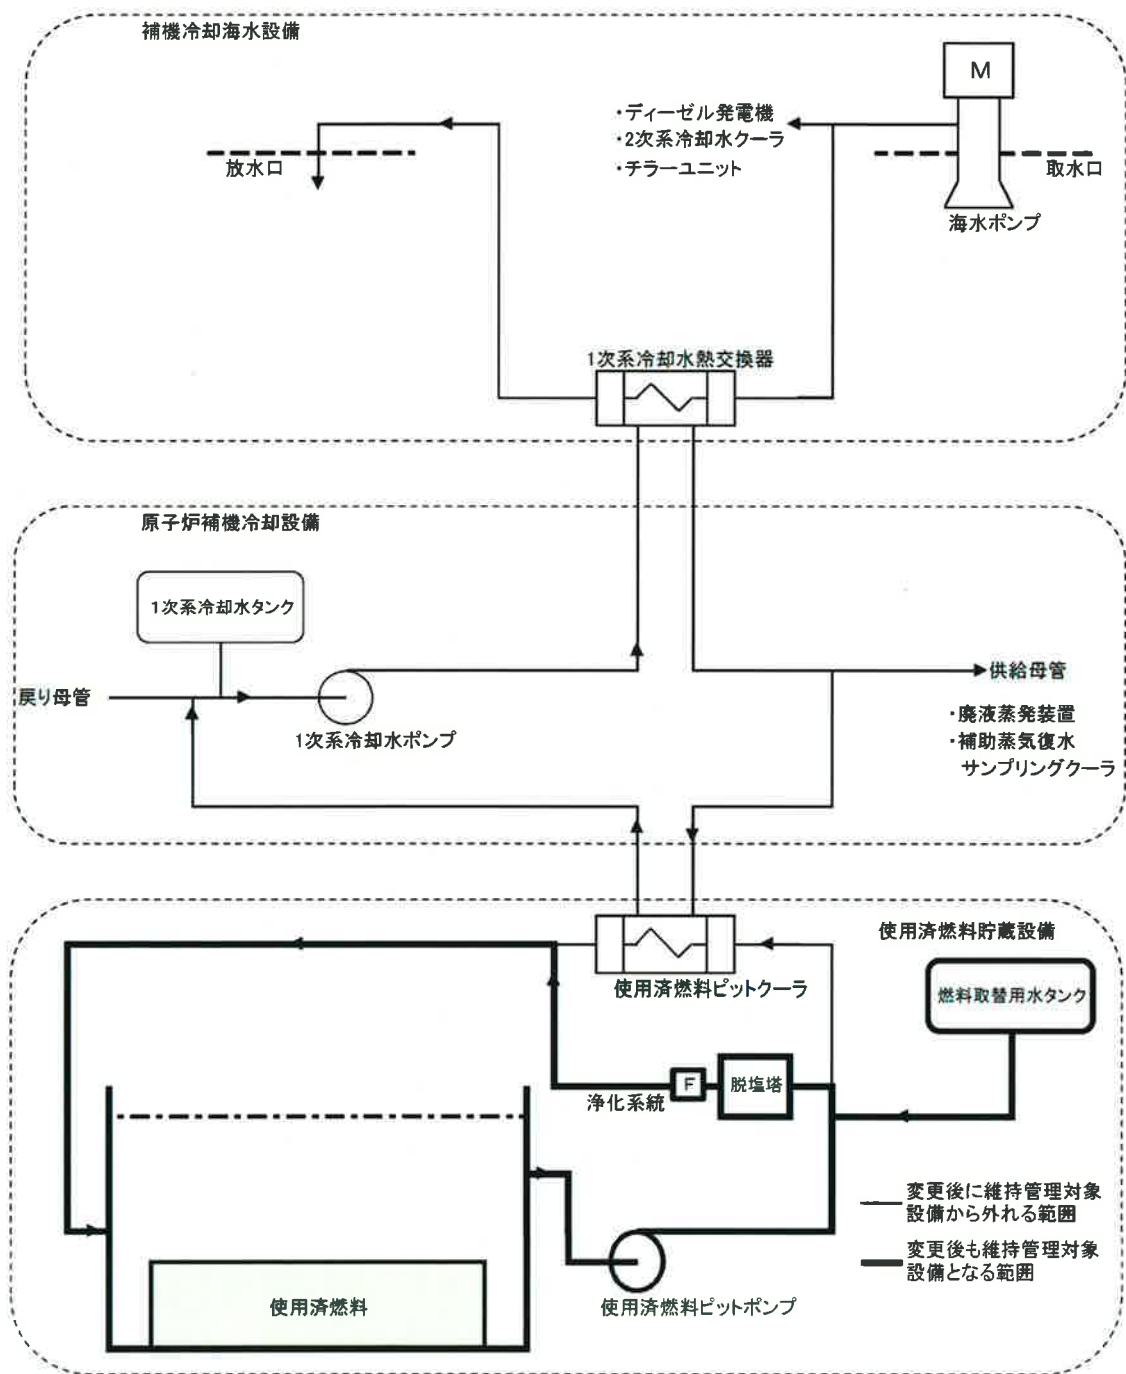 補機冷却海水設備
M
・ディーゼル発電機
・2次系冷却水クーラ
・チラーユニット
放水口
取水口
海水ポンプ
1次系冷却水熱交換器
原子炉補機冷却設備
1次系冷却水タンク
戻り母管
供給母管
・廃液蒸発装置
・補助蒸気復水
サンプリングクーラ
1次系冷却水ポンプ
使用済燃料貯蔵設備
使用済燃料ピットクーラ
燃料取替用水タンク
F
脱塩塔
浄化系統
変更後に維持管理対象
設備から外れる範囲
変更後も維持管理対象
設備となる範囲
使用済燃料
使用済燃料ピットポンプ